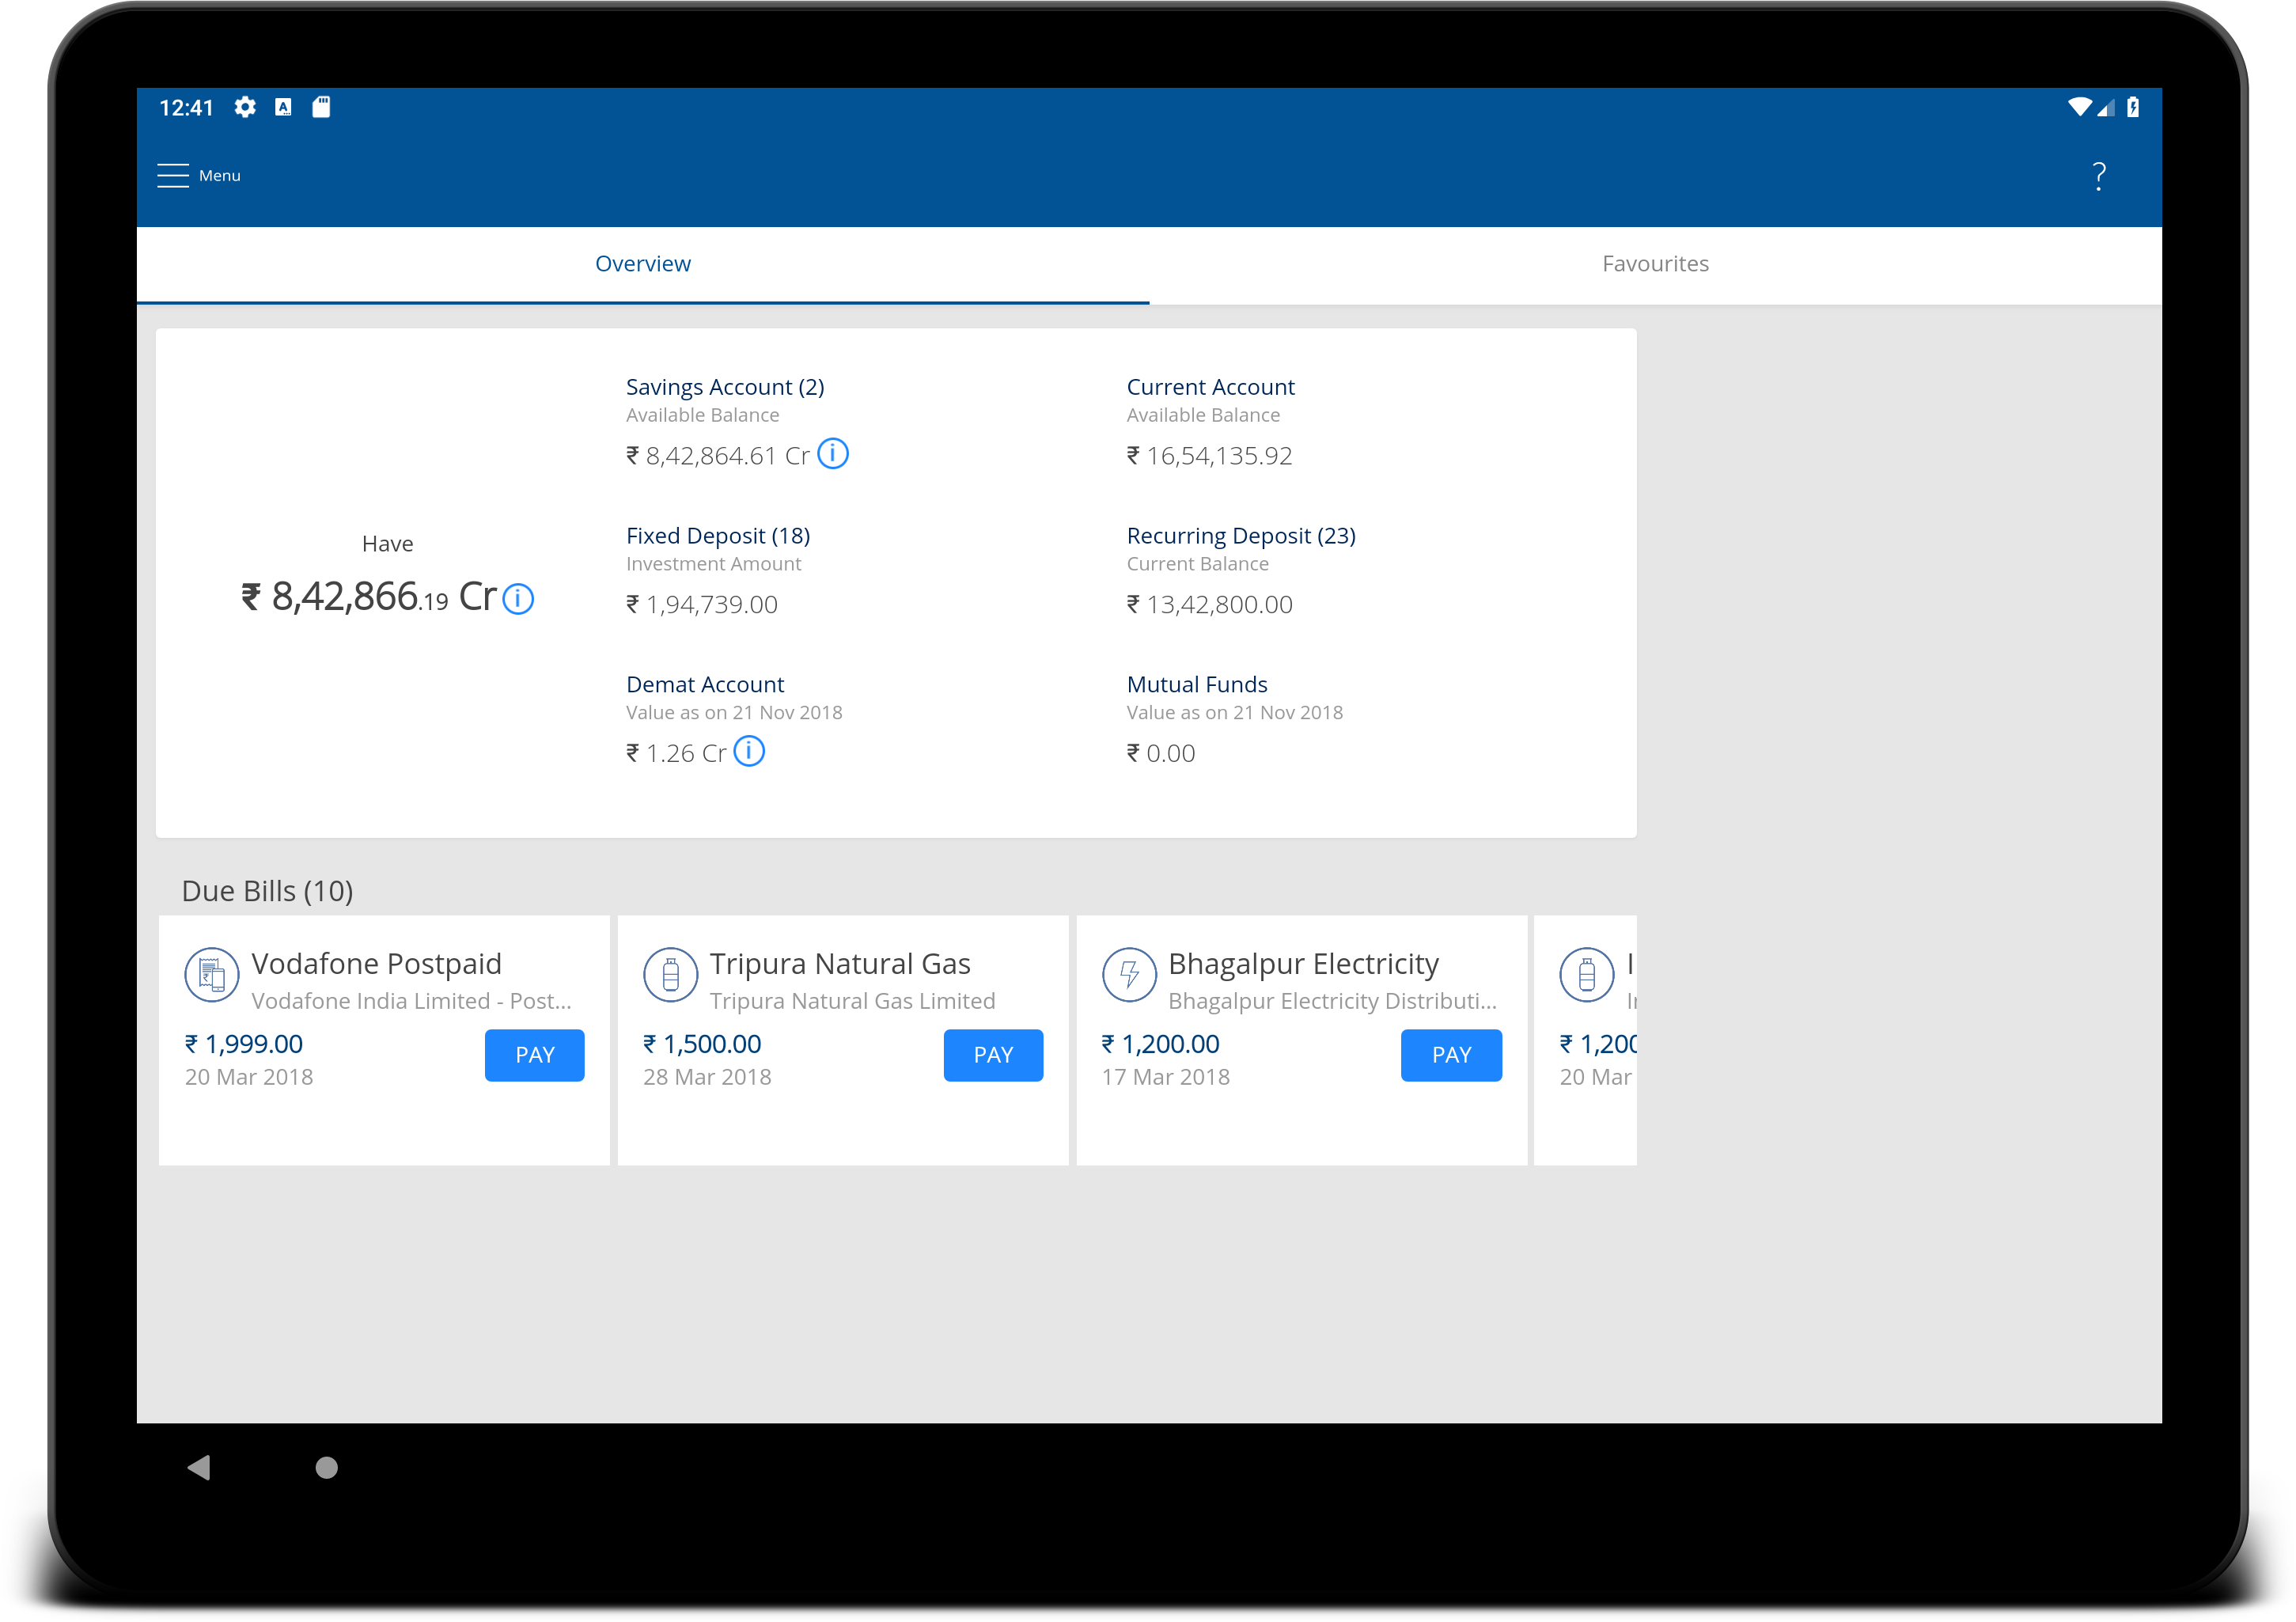 12:41
Menu
?
Overview
Favourites
Have
₹ 8,42,866.19 Cr
Savings Account (2)
Available Balance
₹ 8,42,864.61 Cr
Current Account
Available Balance
₹ 16,54,135.92
Fixed Deposit (18)
Investment Amount
₹ 1,94,739.00
Recurring Deposit (23)
Current Balance
₹ 13,42,800.00
Demat Account
Value as on 21 Nov 2018
₹ 1.26 Cr
Mutual Funds
Value as on 21 Nov 2018
₹ 0.00
Due Bills (10)
Vodafone Postpaid
Vodafone India Limited - Post...
₹ 1,999.00
PAY
20 Mar 2018
Tripura Natural Gas
Tripura Natural Gas Limited
₹ 1,500.00
PAY
28 Mar 2018
Bhagalpur Electricity
Bhagalpur Electricity Distributi...
₹ 1,200.00
PAY
17 Mar 2018
₹ 1,200
20 Mar